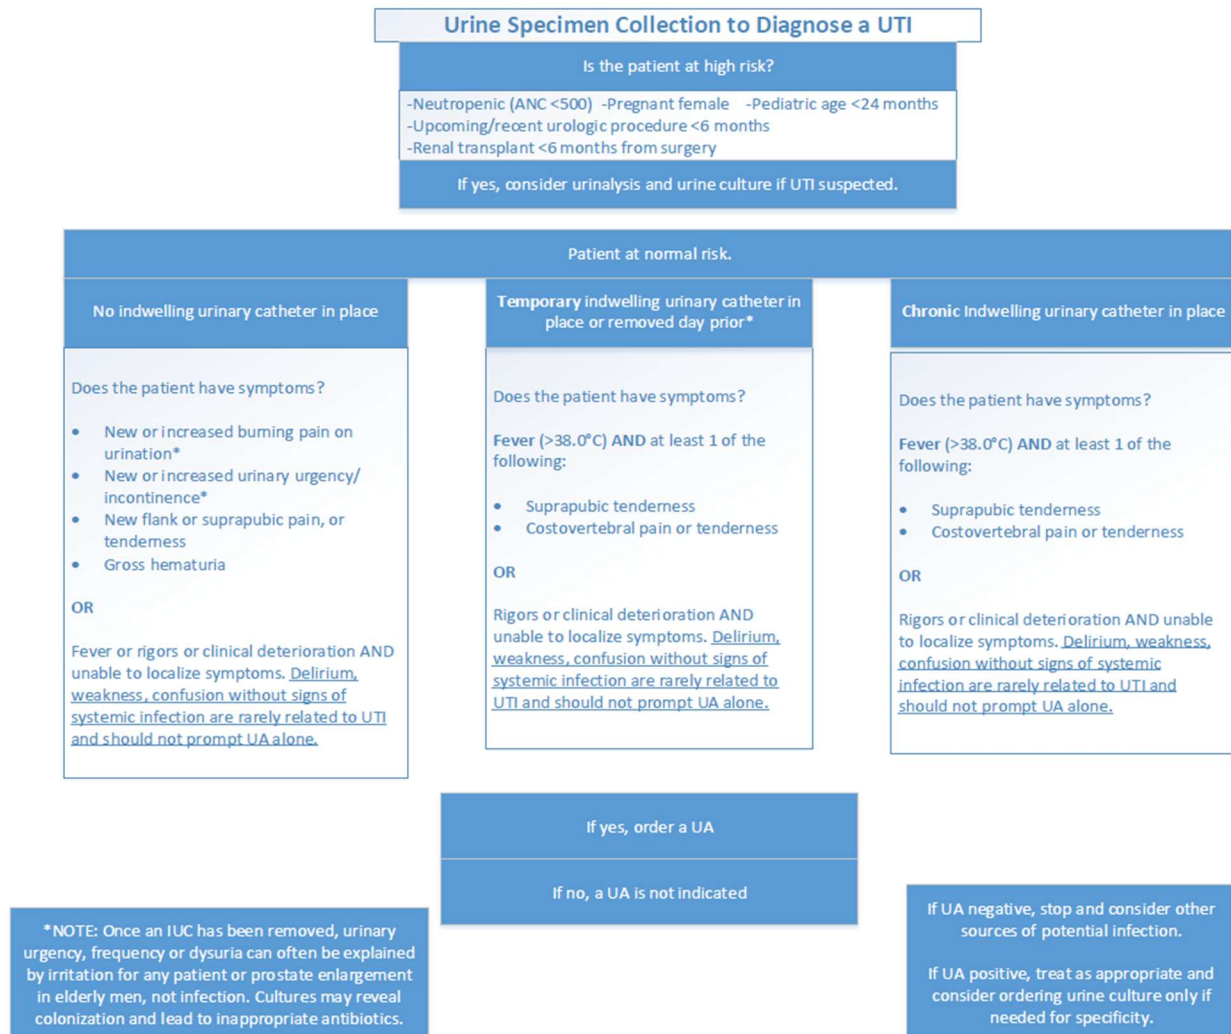 Urine Specimen Collection to Diagnose a UTI
Is the patient at high risk?
-Neutropenic (ANC <500) -Pregnant female -Pediatric age <24 months
-Upcoming/recent urologic procedure <6 months
-Renal transplant <6 months from surgery
If yes, consider urinalysis and urine culture if UTI suspected.
Patient at normal risk.
No indwelling urinary catheter in place
Does the patient have symptoms?
• New or increased burning pain on
urination*
• New or increased urinary urgency/
incontinence*
• New flank or suprapubic pain, or
tenderness
• Gross hematuria
OR
Fever or rigors or clinical deterioration AND
unable to localize symptoms. Delirium,
weakness, confusion without signs of
systemic infection are rarely related to UTI
and should not prompt UA alone.
Temporary indwelling urinary catheter in
place or removed day prior*
Does the patient have symptoms?
Fever (>38.0°C) AND at least 1 of the
following:
• Suprapubic tenderness
• Costovertebral pain or tenderness
OR
Rigors or clinical deterioration AND
unable to localize symptoms. Delirium,
weakness, confusion without signs of
systemic infection are rarely related to
UTI and should not prompt UA alone.
Chronic Indwelling urinary catheter in place
Does the patient have symptoms?
Fever (>38.0°C) AND at least 1 of the
following:
• Suprapubic tenderness
• Costovertebral pain or tenderness
OR
Rigors or clinical deterioration AND unable
to localize symptoms. Delirium, weakness,
confusion without signs of systemic
infection are rarely related to UTI and
should not prompt UA alone.
If yes, order a UA
If no, a UA is not indicated
*NOTE: Once an IUC has been removed, urinary
urgency, frequency or dysuria can often be explained
by irritation for any patient or prostate enlargement
in elderly men, not infection. Cultures may reveal
colonization and lead to inappropriate antibiotics.
If UA negative, stop and consider other
sources of potential infection.
If UA positive, treat as appropriate and
consider ordering urine culture only if
needed for specificity.